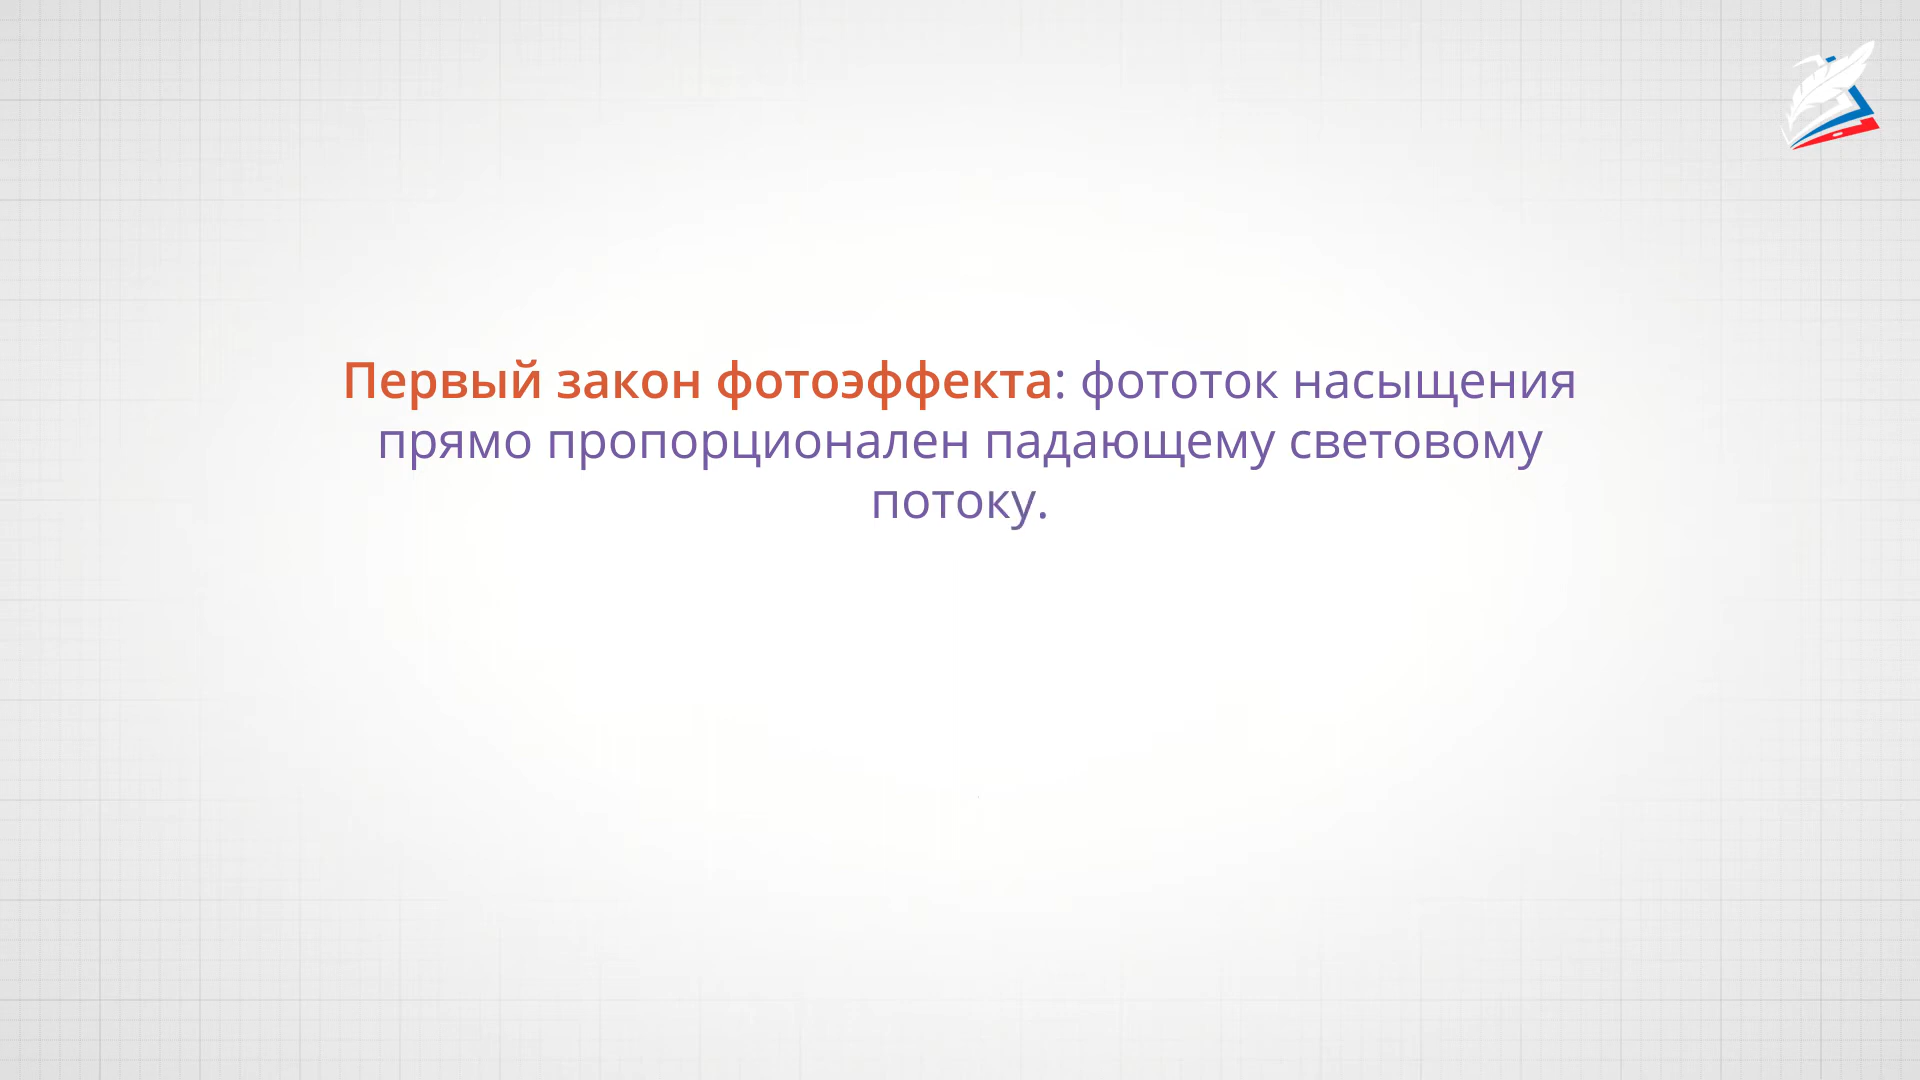 Первый закон фотоэффекта: фототок насыщения
прямо пропорционален падающему световому
потоку.